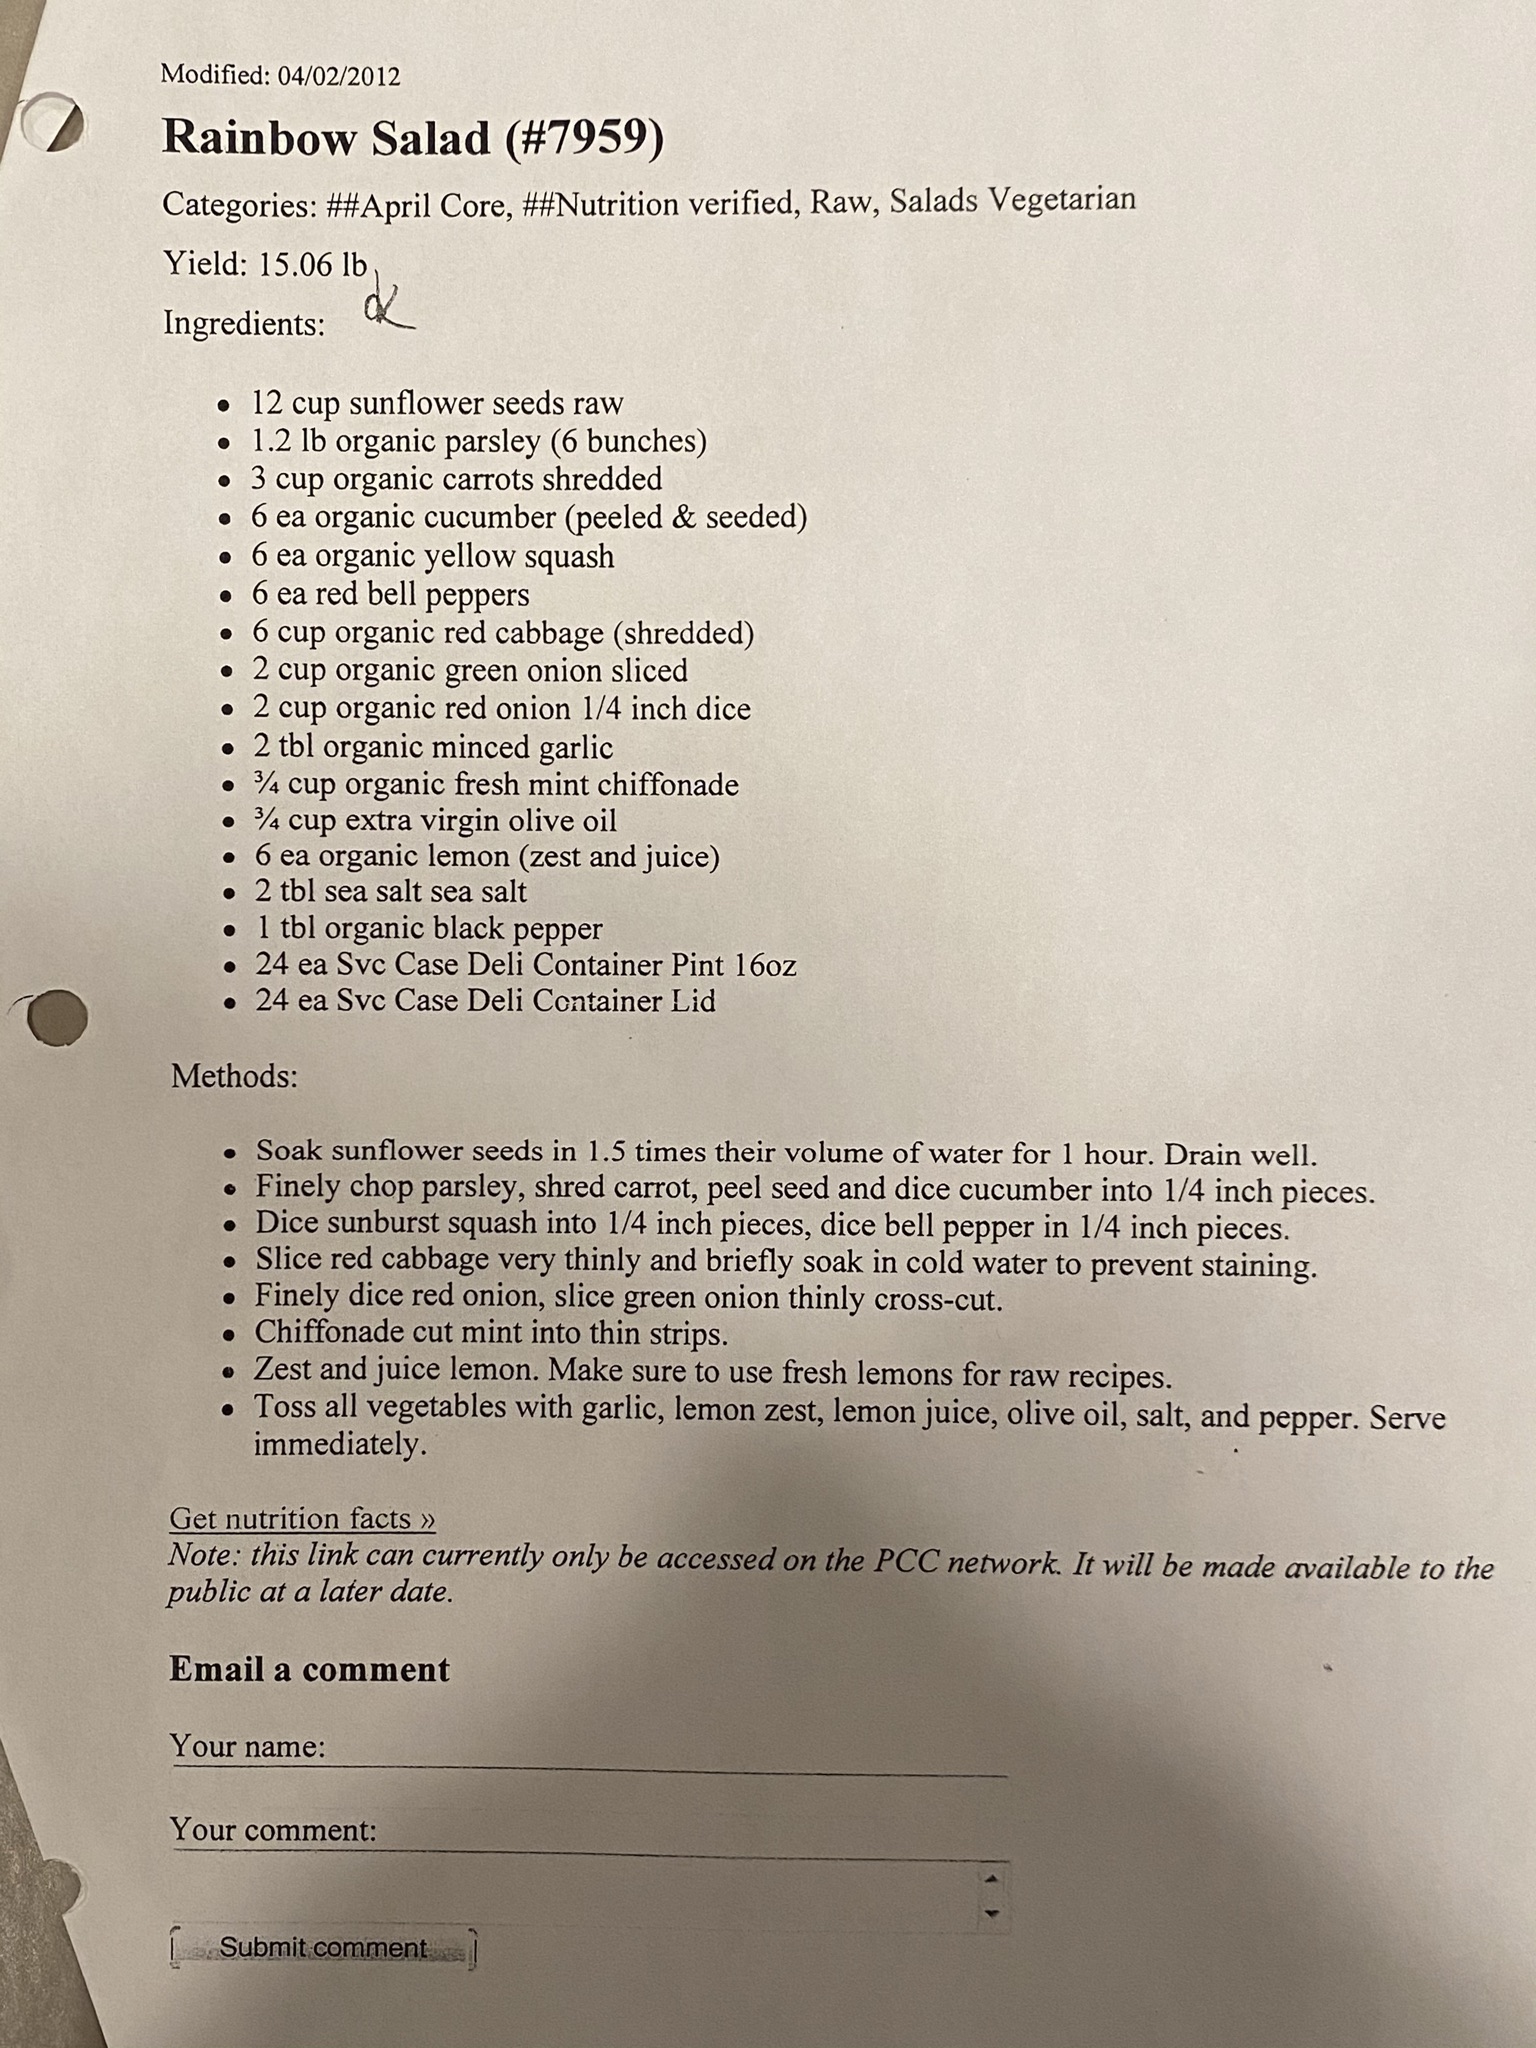 Modified: 04/02/2012
Rainbow Salad (#7959)
Categories: ##April Core, ##Nutrition verified, Raw, Salads Vegetarian
Yield: 15.06 lb
Ingredients:
• 12 cup sunflower seeds raw
• 1.2 lb organic parsley (6 bunches)
• 3 cup organic carrots shredded
• 6 ea organic cucumber (peeled & seeded)
• 6 ea organic yellow squash
• 6 ea red bell peppers
• 6 cup organic red cabbage (shredded)
• 2 cup organic green onion sliced
• 2 cup organic red onion 1/4 inch dice
• 2 tbl organic minced garlic
• ¾ cup organic fresh mint chiffonade
• ¾ cup extra virgin olive oil
• 6 ea organic lemon (zest and juice)
• 2 tbl sea salt sea salt
• 1 tbl organic black pepper
• 24 ea Svc Case Deli Container Pint 16oz
• 24 ea Svc Case Deli Container Lid
Methods:
• Soak sunflower seeds in 1.5 times their volume of water for 1 hour. Drain well.
• Finely chop parsley, shred carrot, peel seed and dice cucumber into 1/4 inch pieces.
• Dice sunburst squash into 1/4 inch pieces, dice bell pepper in 1/4 inch pieces.
• Slice red cabbage very thinly and briefly soak in cold water to prevent staining.
• Finely dice red onion, slice green onion thinly cross-cut.
• Chiffonade cut mint into thin strips.
• Zest and juice lemon. Make sure to use fresh lemons for raw recipes.
• Toss all vegetables with garlic, lemon zest, lemon juice, olive oil, salt, and pepper. Serve
immediately.
Get nutrition facts »
Note: this link can currently only be accessed on the PCC network. It will be made available to the
public at a later date.
Email a comment
Your name:
Your comment:
Submit comment